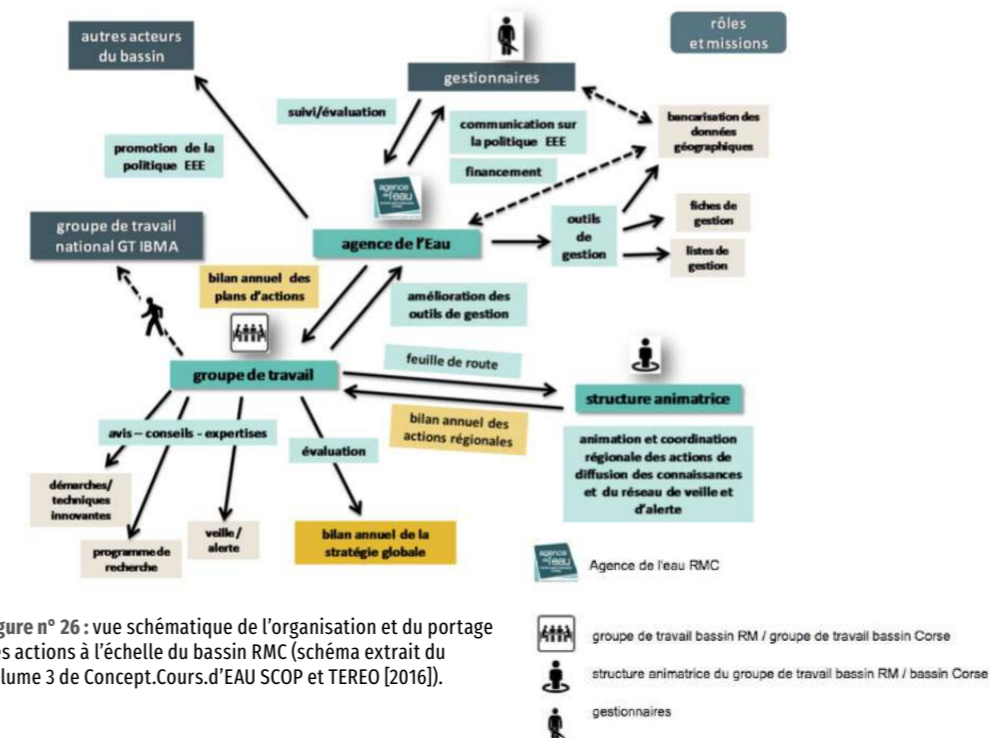 autres acteurs
du bassin
rôles
et missions
gestionnaires
suivi/évaluation
communication sur
la politique EEE
bancarisation des
données
géographiques
promotion de la
politique EEE
financement
agence
de l'eau
outils
de
gestion
fiches de
gestion
groupe de travail
national GT IBMA
agence de l'Eau
listes de
gestion
bilan annuel des
plans d'actions
amélioration des
outils de gestion
feuille de route
groupe de travail
structure animatrice
bilan annuel des
actions régionales
avis – conseils - expertises
évaluation
animation et coordination
régionale des actions de
diffusion des connaissances
et du réseau de veille et
d'alerte
démarches/
techniques
innovantes
programme de
recherche
veille /
alerte
bilan annuel de la
stratégie globale
agence
de l'eau
Agence de l'eau RMC
gure n° 26 : vue schématique de l'organisation et du portage
es actions à l'échelle du bassin RMC (schéma extrait du
lume 3 de Concept.Cours.d'EAU SCOP et TEREO [2016]).
groupe de travail bassin RM / groupe de travail bassin Corse
structure animatrice du groupe de travail bassin RM / bassin Corse
gestionnaires